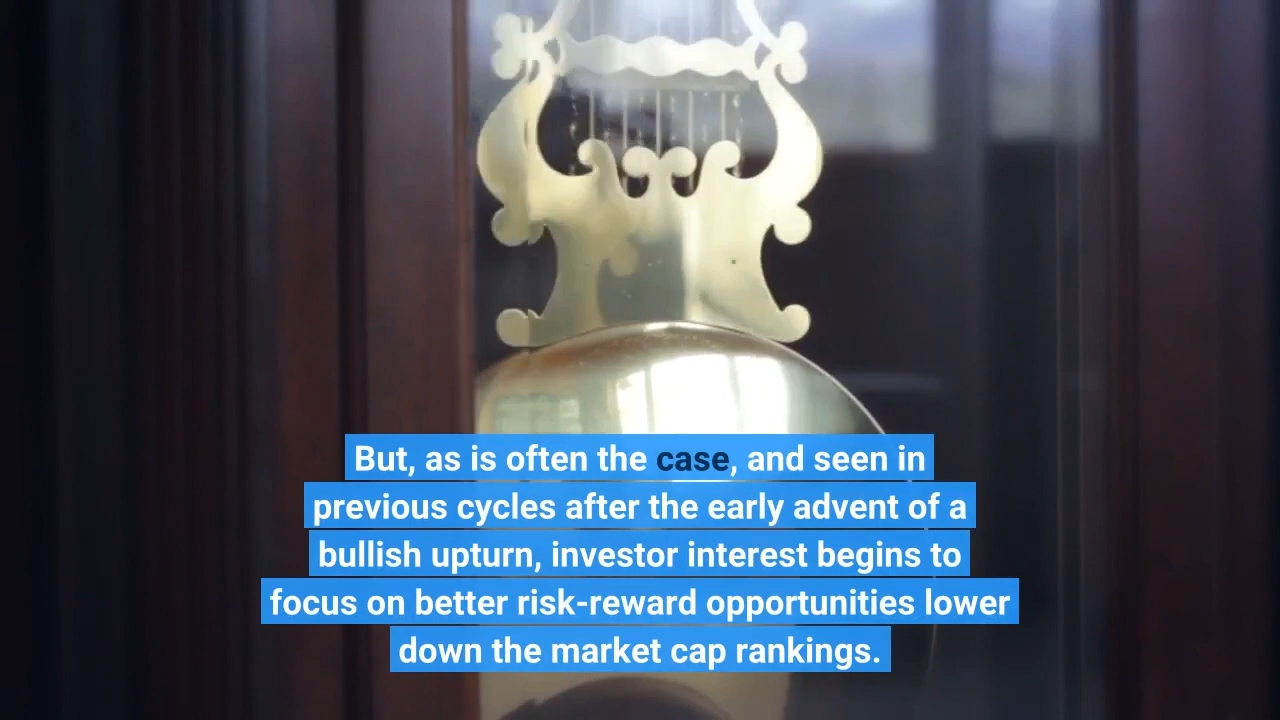 But, as is often the case, and seen in
previous cycles after the early advent of a
bullish upturn, investor interest begins to
focus on better risk-reward opportunities lower
down the market cap rankings.